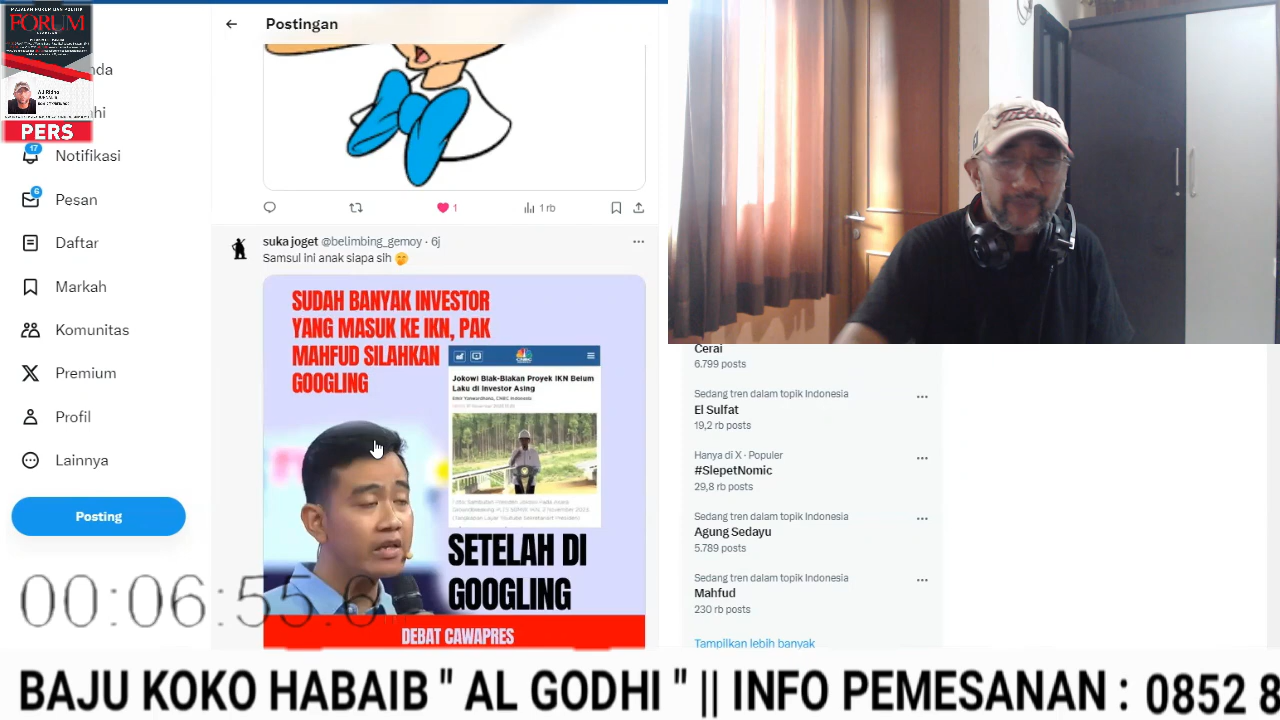 FORUM
PERS
Postingan
Notifikasi
17
Pesan
6
Daftar
Markah
Komunitas
Premium
Profil
Lainnya
Posting
1
1 rb
suka joget @belimbing_gemoy · 6j
Samsul ini anak siapa sih
SUDAH BANYAK INVESTOR
YANG MASUK KE IKN, PAK
MAHFUD SILAHKAN
GOOGLING
Jokowi Blak-Blakan Proyek IKN Belum
Laku di Investor Asing
SETELAH DI
GOOGLING
DEBAT CAWAPRES
Cerai
6.799 posts
Sedang tren dalam topik Indonesia
El Sulfat
19,2 rb posts
Hanya di X · Populer
#SlepetNomic
29,8 rb posts
Sedang tren dalam topik Indonesia
Agung Sedayu
5.789 posts
Sedang tren dalam topik Indonesia
Mahfud
230 rb posts
Tampilkan lebih banyak
00:06:55.6
BAJU KOKO HABAIB " AL GODHI " || INFO PEMESANAN : 0852 8